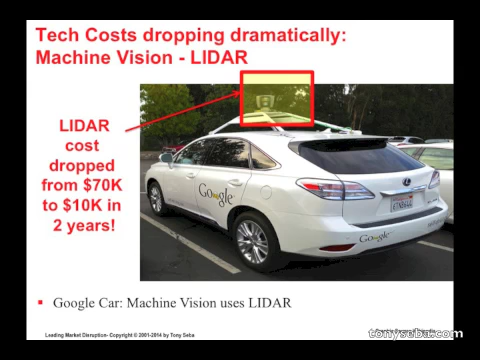 Tech Costs dropping dramatically:
Machine Vision - LIDAR
LIDAR
cost
dropped
from $70K
to $10K in
2 years!
Google
Google
▪ Google Car: Machine Vision uses LIDAR
Leading Market Disruption- Copyright © 2001-2014 by Tony Seba
tonyseba.com